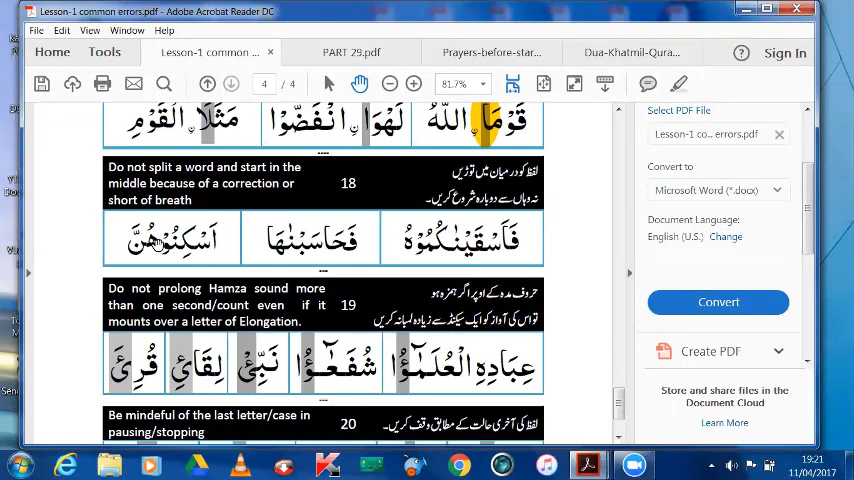 Lesson-1 common errors.pdf - Adobe Acrobat Reader DC
File Edit View Window Help
Home Tools Lesson-1 common ... × PART 29.pdf Prayers-before-star... Dua-Khatmil-Qura... Sign In
4 / 4 81.7%
قَوْمَاۨ اللّٰهُ لَهْوَاۨ انْفَضُّوْٓا مَثَلَاۨ الْقَوْمِ
Do not split a word and start in the
middle because of a correction or
short of breath
18
لفظ کو درمیان میں توڑیں
نہ وہاں سے دوبارہ شروع کریں۔
فَاَسْقَيْنٰكُمُوْهُ فَحَاسَبْنٰهَا اَسْكِنُوْهُنَّ
Do not prolong Hamza sound more
than one second/count even if it
mounts over a letter of Elongation.
19
حروف مدہ کے اوپر اگر ہمزہ ہو
تو اس کی آواز کو ایک سیکنڈ سے زیادہ لمبا نہ کریں
عِبَادِهِ الْعُلَمٰٓؤُا شُفَعٰٓؤُا نَبِّئْ لِقَائِ قُرِئَ
Be mindful of the last letter/case in
pausing/stopping
20
لفظ کی آخری حالت کے مطابق وقف کریں۔
Select PDF File
Lesson-1 co... errors.pdf ×
Convert to
Microsoft Word (*.docx)
Document Language:
English (U.S.) Change
Convert
Create PDF
Store and share files in the
Document Cloud
Learn More
19:21
11/04/2017